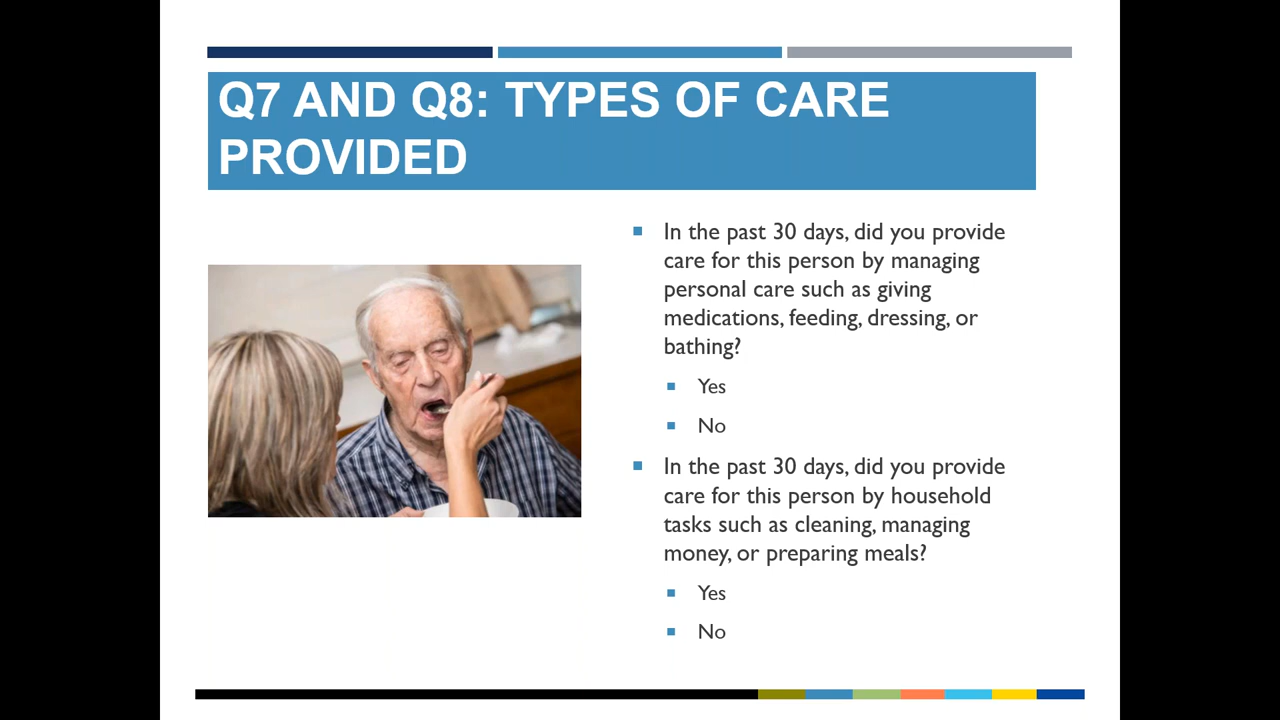 Q7 AND Q8: TYPES OF CARE
PROVIDED
In the past 30 days, did you provide
care for this person by managing
personal care such as giving
medications, feeding, dressing, or
bathing?
Yes
No
In the past 30 days, did you provide
care for this person by household
tasks such as cleaning, managing
money, or preparing meals?
Yes
No